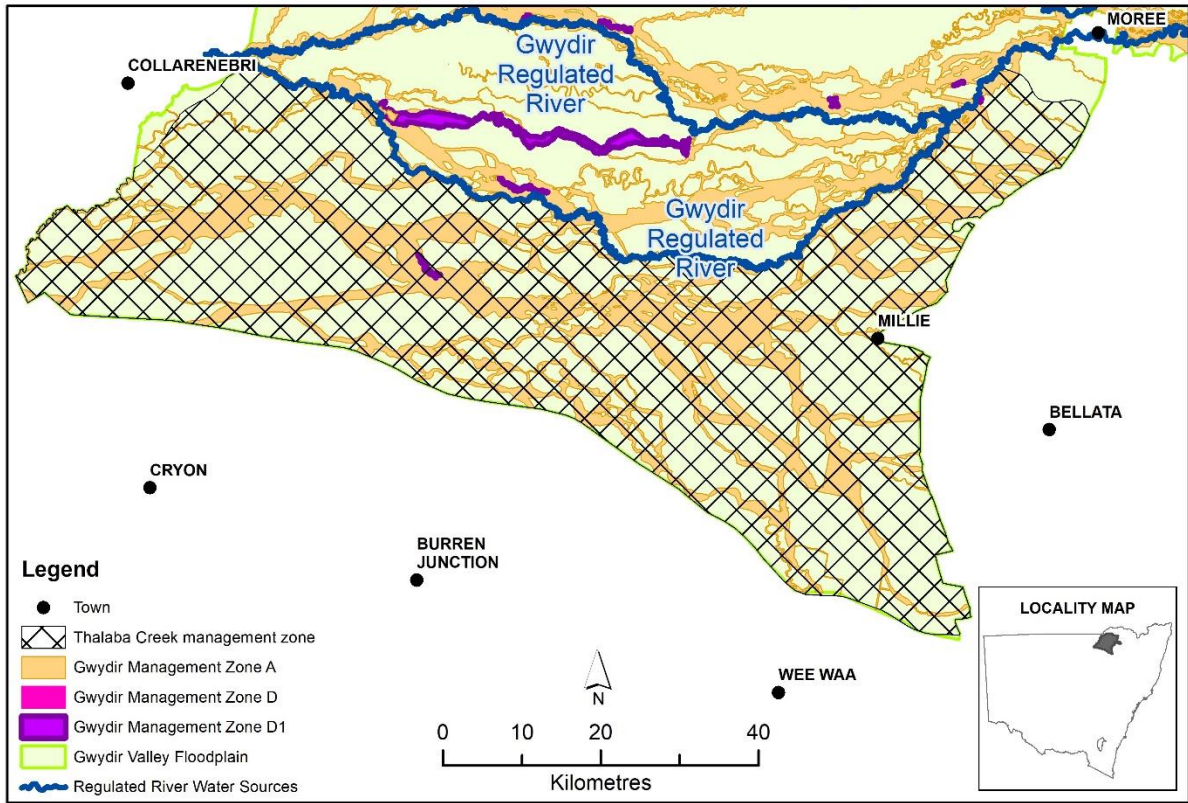 MOREE
COLLARENEBRI
Gwydir
Regulated
River
Gwydir
Regulated
River
MILLIE
BELLATA
CRYON
BURREN
JUNCTION
WEE WAA
Legend
Town
Thalaba Creek management zone
Gwydir Management Zone A
Gwydir Management Zone D
Gwydir Management Zone D1
Gwydir Valley Floodplain
Regulated River Water Sources
N
0 20 40
Kilometres
LOCALITY MAP